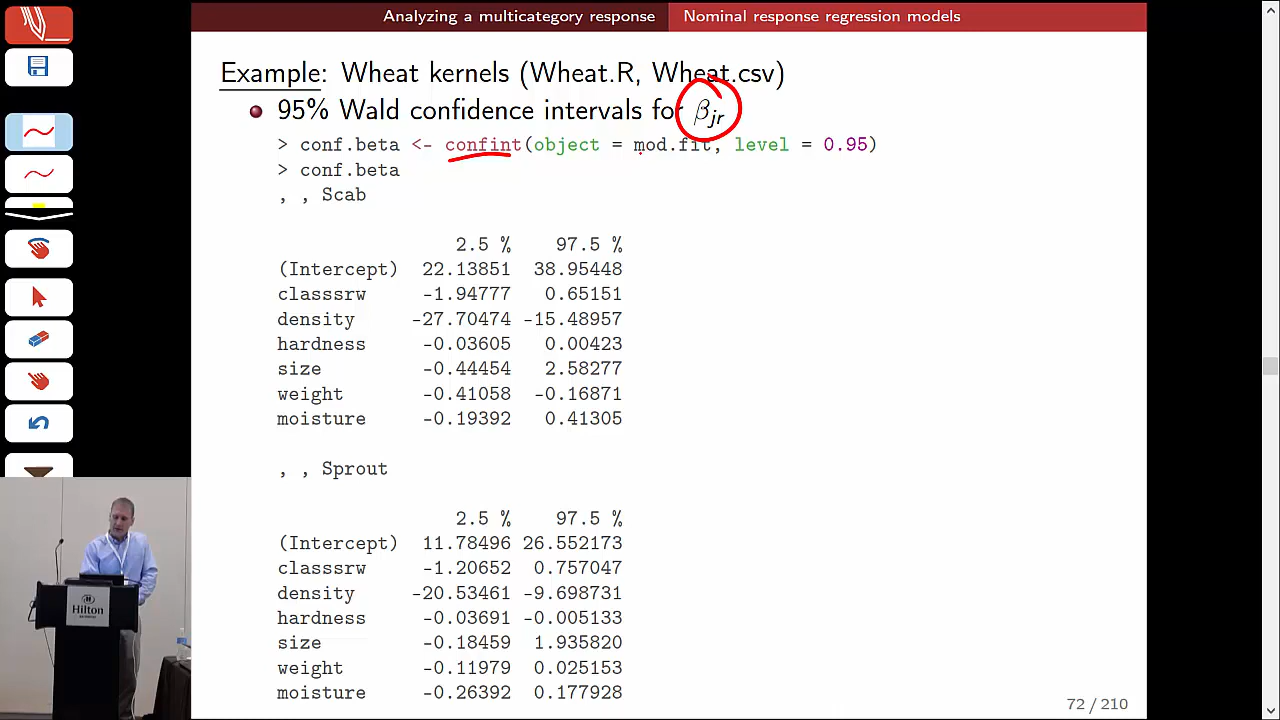 Analyzing a multicategory response Nominal response regression models
Example: Wheat kernels (Wheat.R, Wheat.csv)
95% Wald confidence intervals for βjr
> conf.beta <- confint(object = mod.fit, level = 0.95)
> conf.beta
, , Scab
2.5 % 97.5 %
(Intercept) 22.13851 38.95448
classsrw -1.94777 0.65151
density -27.70474 -15.48957
hardness -0.03605 0.00423
size -0.44454 2.58277
weight -0.41058 -0.16871
moisture -0.19392 0.41305
, , Sprout
2.5 % 97.5 %
(Intercept) 11.78496 26.552173
classsrw -1.20652 0.757047
density -20.53461 -9.698731
hardness -0.03691 -0.005133
size -0.18459 1.935820
weight -0.11979 0.025153
moisture -0.26392 0.177928
72 / 210
Hilton